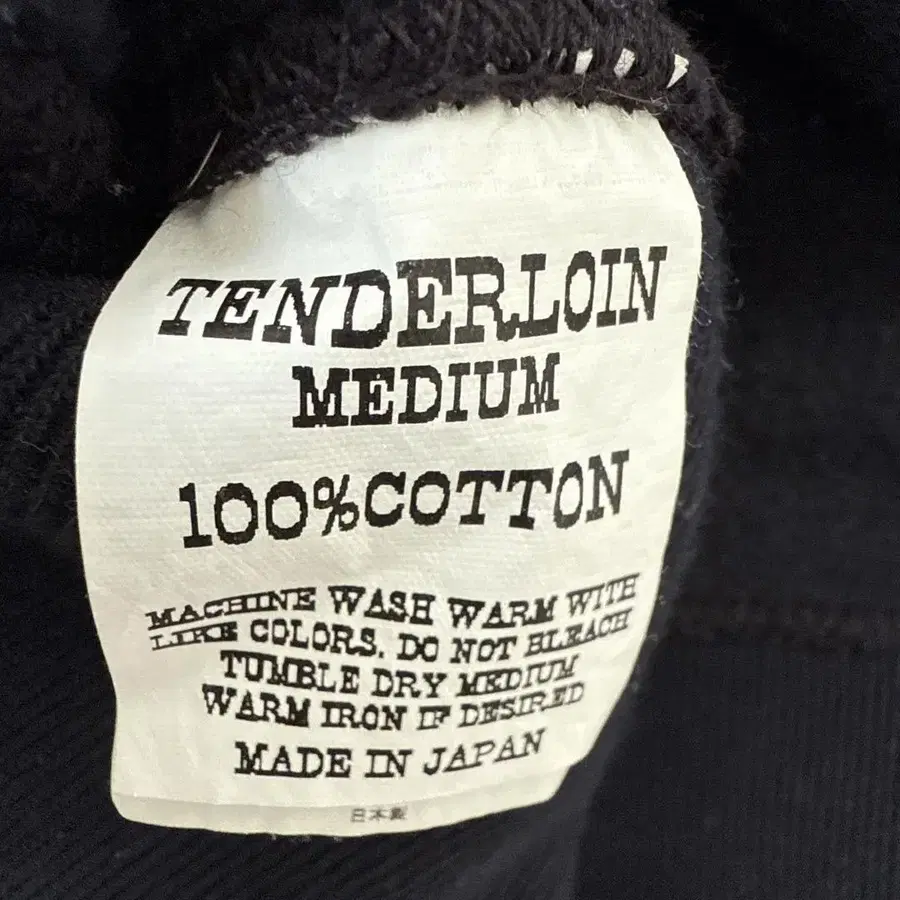 TENDERLOIN
MEDIUM
100%COTTON
MACHINE WASH WARM WITH
LIKE COLORS. DO NOT BLEACH
TUMBLE DRY MEDIUM
WARM IRON IF DESIRED
MADE IN JAPAN
日本製